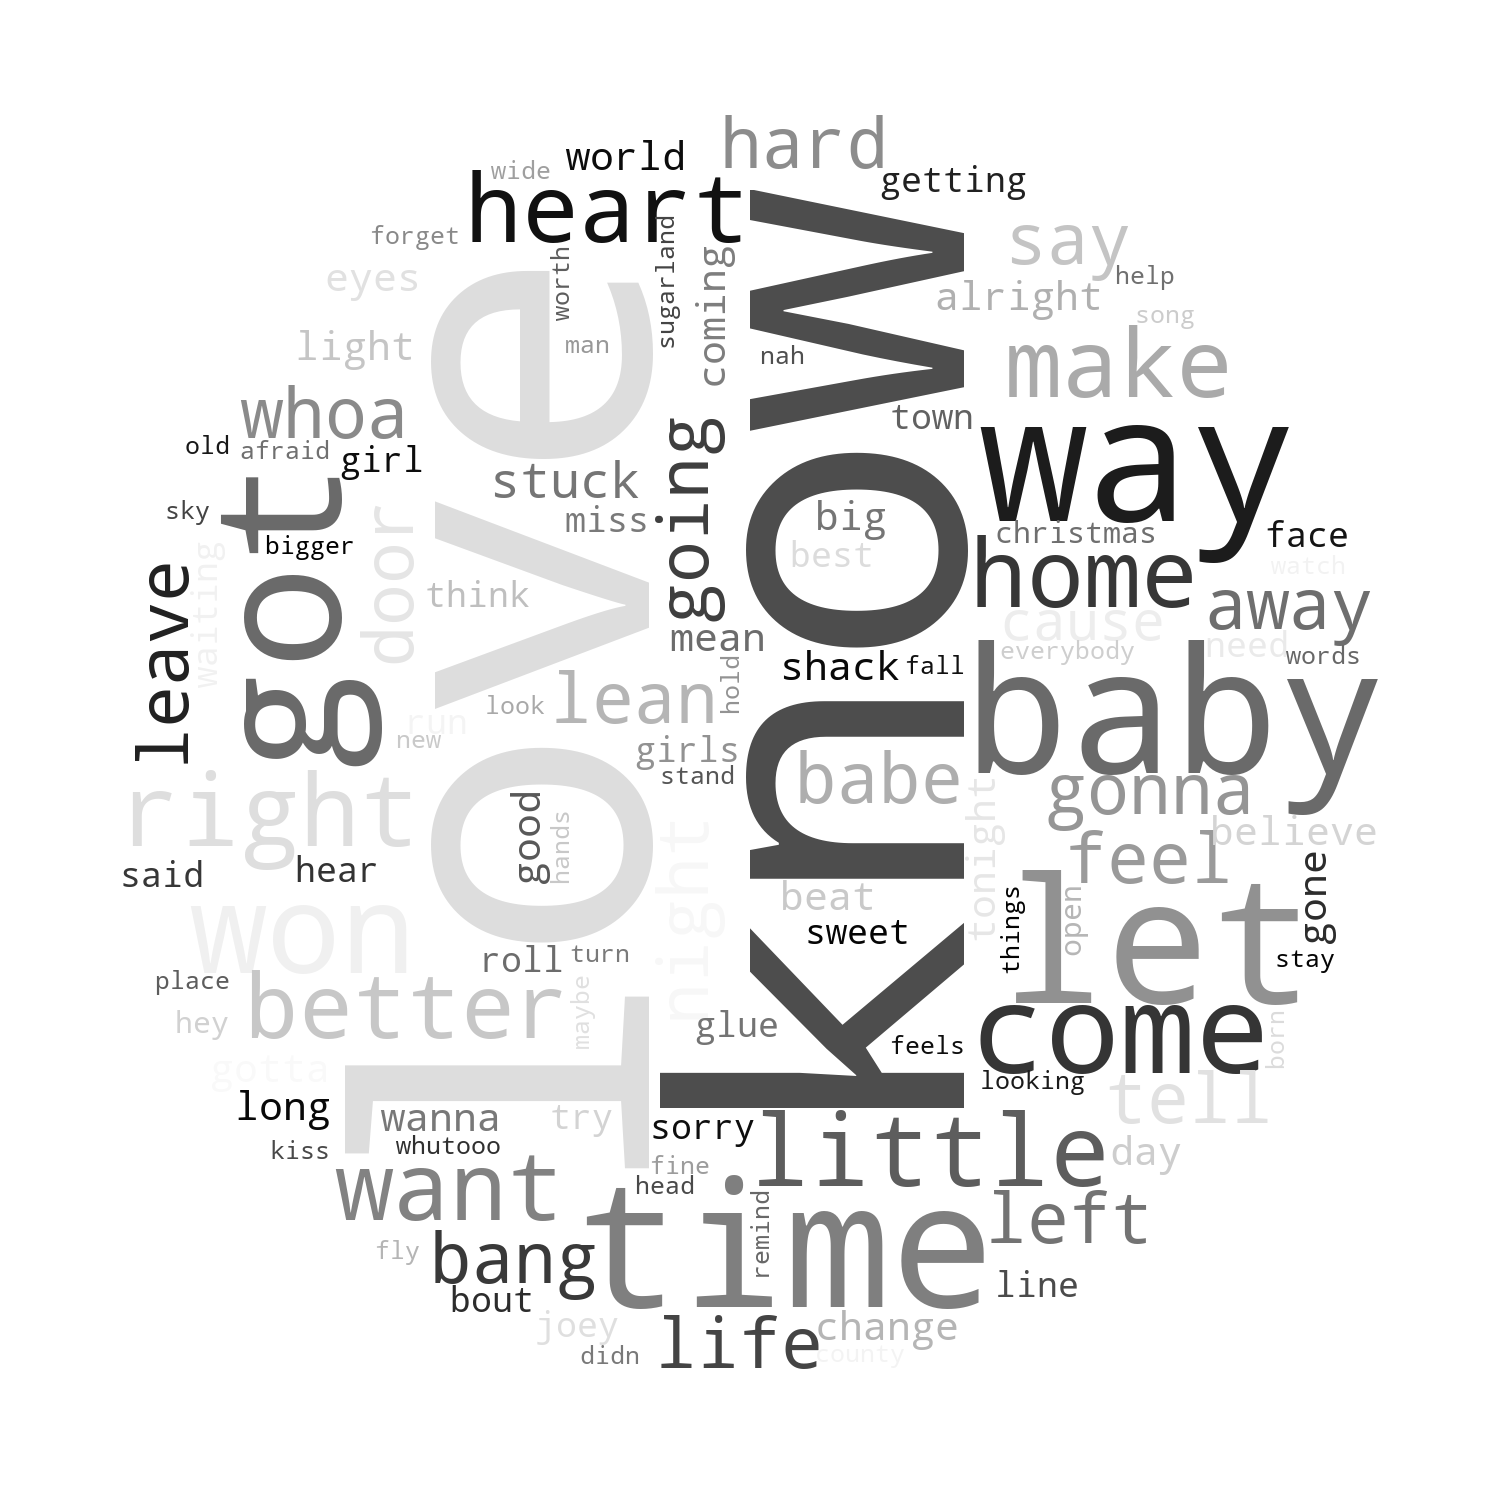 hard
world
wide
heart
getting
know
forget
say
worth
sugarland
coming
eyes
love
help
alright
song
light
man
nah
make
whoa
town
way
going
old
afraid
girl
stuck
got
sky
door
miss
big
christmas
face
bigger
best
home
watch
leave
waiting
think
away
cause
mean
need
everybody
words
shack
fall
baby
hold
lean
look
run
new
girls
stand
babe
gonna
right
tonight
believe
good
hands
night
feel
said
hear
beat
gone
let
things
open
won
sweet
roll
turn
stay
place
better
maybe
hey
glue
feels
come
born
gotta
looking
long
wanna
try
tell
sorry
little
whutooo
kiss
day
want
fine
head
time
remind
left
fly
bang
line
bout
joey
life
change
didn
county